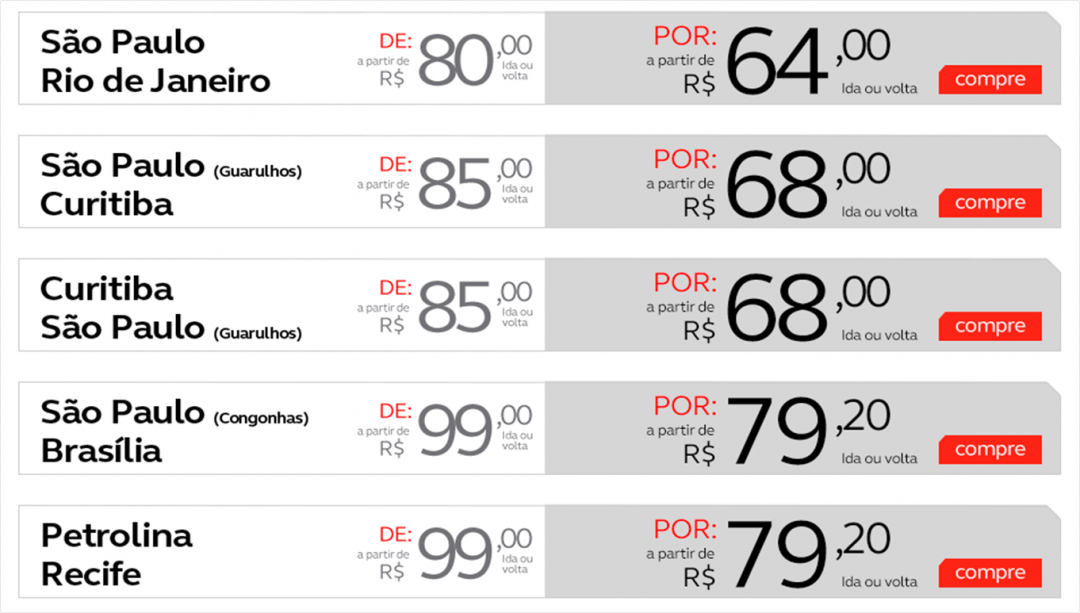 São Paulo
Rio de Janeiro
DE:
a partir de
R$ 80,00
Ida ou
volta
POR:
a partir de
R$ 64,00
Ida ou volta
compre
São Paulo (Guarulhos)
Curitiba
DE:
a partir de
R$ 85,00
Ida ou
volta
POR:
a partir de
R$ 68,00
Ida ou volta
compre
Curitiba
São Paulo (Guarulhos)
DE:
a partir de
R$ 85,00
Ida ou
volta
POR:
a partir de
R$ 68,00
Ida ou volta
compre
São Paulo (Congonhas)
Brasília
DE:
a partir de
R$ 99,00
Ida ou
volta
POR:
a partir de
R$ 79,20
Ida ou volta
compre
Petrolina
Recife
DE:
a partir de
R$ 99,00
Ida ou
volta
POR:
a partir de
R$ 79,20
Ida ou volta
compre